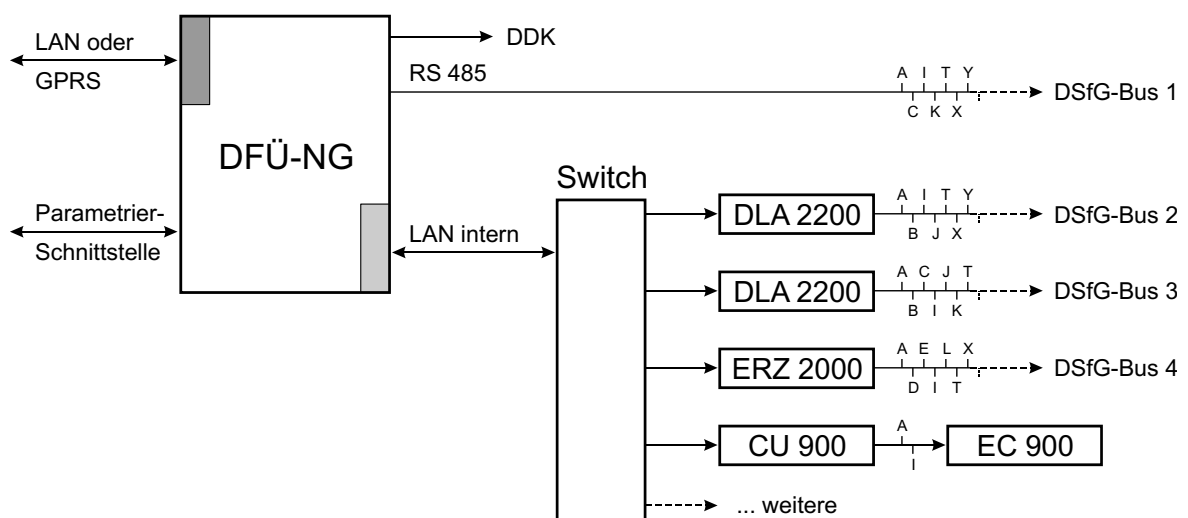 LAN oder
GPRS
DFÜ-NG
DDK
RS 485
A I T Y
C K X
DSfG-Bus 1
Parametrier-
Schnittstelle
LAN intern
Switch
DLA 2200
A I T Y
B J X
DSfG-Bus 2
DLA 2200
A C J T
B I K
DSfG-Bus 3
ERZ 2000
A E L X
D I T
DSfG-Bus 4
CU 900
A
I
EC 900
... weitere